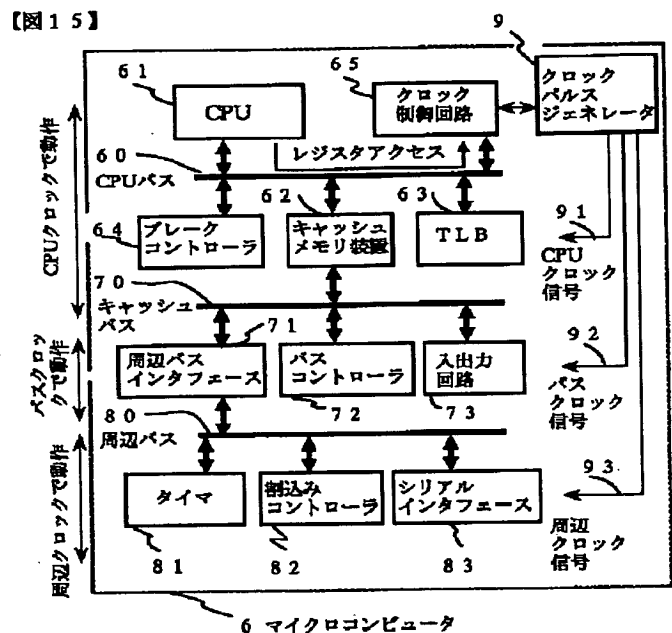 【図１５】
９
６１
CPU
６５
クロック
制御回路
クロック
パルス
ジェネレータ
レジスタアクセス
６０
CPUバス
６４
ブレーク
コントローラ
６２
キャッシュ
メモリ装置
６３
TLB
９１
CPU
クロック
信号
CPUクロックで動作
７０
キャッシュ
バス
７１
周辺バス
インタフェース
バス
コントローラ
７２
入出力
回路
７３
９２
バス
クロック
信号
バスクロッ
クで動作
８０
周辺バス
タイマ
８１
割込み
コントローラ
８２
シリアル
インタフェース
８３
９３
周辺
クロック
信号
周辺クロックで動作
６ マイクロコンピュータ